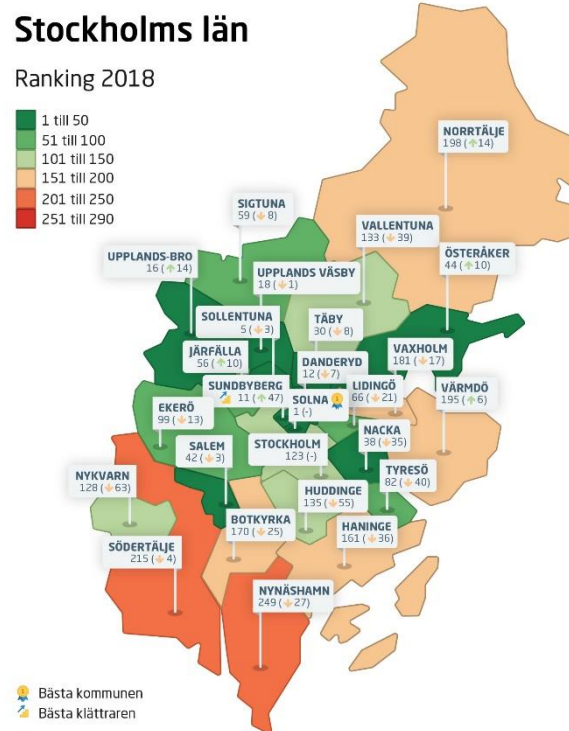 Stockholms län
Ranking 2018
1 till 50
51 till 100
101 till 150
151 till 200
201 till 250
251 till 290
NORRTÄLJE
198 (↑14)
SIGTUNA
59 (↓8)
VALLENTUNA
133 (↓39)
ÖSTERÅKER
44 (↑10)
UPPLANDS-BRO
16 (↑14)
UPPLANDS VÄSBY
18 (↓1)
SOLLENTUNA
5 (↓3)
TÄBY
30 (↓8)
JÄRFÄLLA
56 (↑10)
DANDERYD
12 (↓7)
VAXHOLM
181 (↓17)
SUNDBYBERG
11 (↑47)
SOLNA
1 (-)
LIDINGÖ
66 (↓21)
VÄRMDÖ
195 (↑6)
EKERÖ
99 (↓13)
SALEM
42 (↓3)
STOCKHOLM
123 (-)
NACKA
38 (↓35)
NYKVARN
128 (↓63)
TYRESÖ
82 (↓40)
HUDDINGE
135 (↓55)
BOTKYRKA
170 (↓25)
HANINGE
161 (↓36)
SÖDERTÄLJE
215 (↓4)
NYNÄSHAMN
249 (↓27)
1 Bästa kommunen
Bästa klättraren